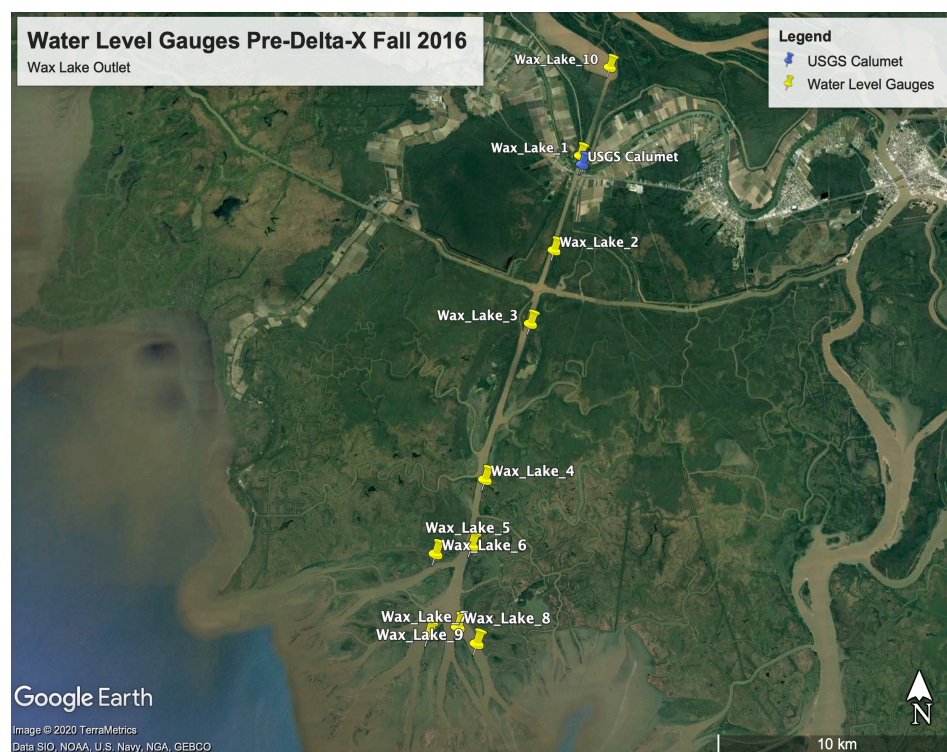 Water Level Gauges Pre-Delta-X Fall 2016
Wax Lake Outlet
Legend
USGS Calumet
Water Level Gauges
Wax_Lake_10
Wax_Lake_1
USGS Calumet
Wax_Lake_2
Wax_Lake_3
Wax_Lake_4
Wax_Lake_5
Wax_Lake_6
Wax_Lake_
Wax_Lake_8
Wax_Lake_9
Google Earth
N
Image © 2020 TerraMetrics
Data SIO, NOAA, U.S. Navy, NGA, GEBCO
10 km